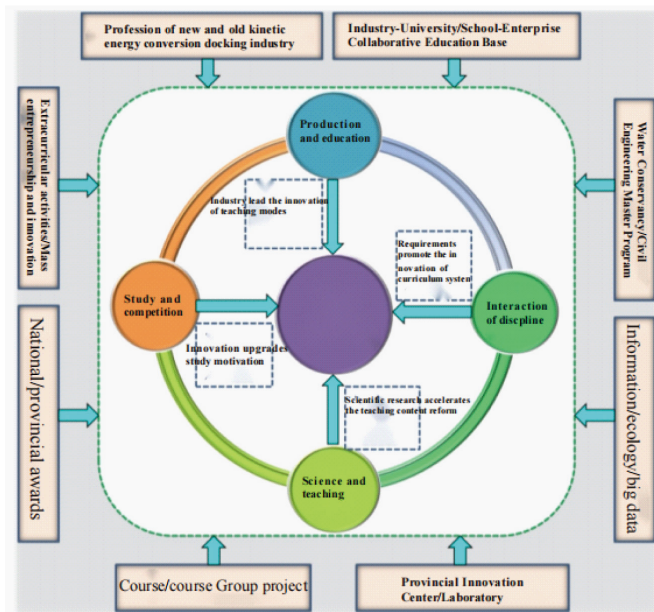 Profession of new and old kinetic
energy conversion docking industry
Industry-University/School-Enterprise
Collaborative Education Base
Extracurricular activities/Mass
entrepreneurship and innovation
Production and education
Water Conservancy/Civil
Engineering Master Program
Industry lead the innovation
of teaching modes
Requirements
promote the in
novation of
curriculum system
Study and
competition
Interaction
of discpline
Innovation upgrades
study motivation
Scientific research accelerates
the teaching content reform
National/provincial awards
Information/ecology/big data
Science and
teaching
Course/course Group project
Provincial Innovation
Center/Laboratory